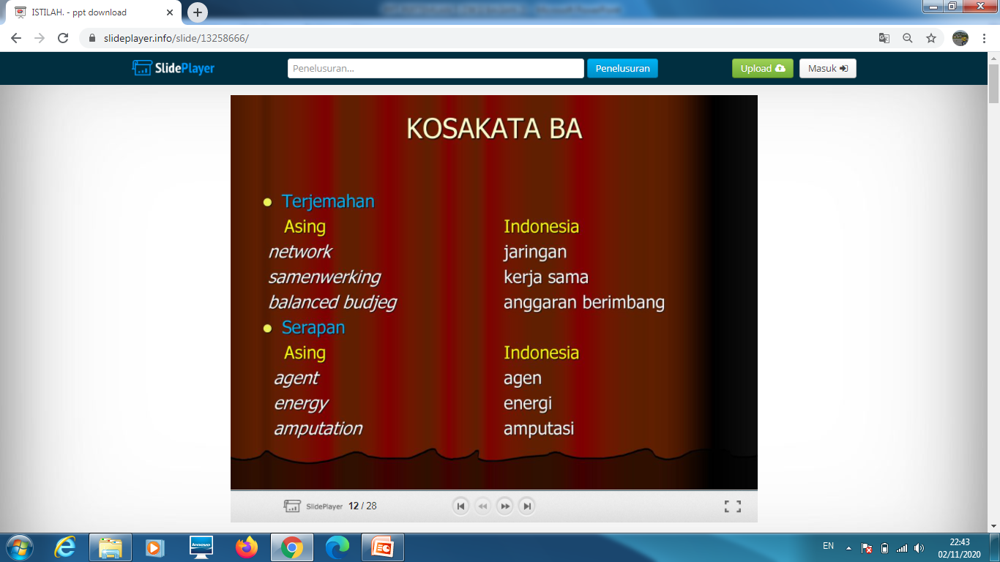 ISTILAH. - ppt download
slideplayer.info/slide/13258666/
SlidePlayer
Penelusuran...
Penelusuran
Upload
Masuk
KOSAKATA BA
Terjemahan
Asing Indonesia
network jaringan
samenwerking kerja sama
balanced budjeg anggaran berimbang
Serapan
Asing Indonesia
agent agen
energy energi
amputation amputasi
SlidePlayer 12 / 28
lenovo
EN
22:43
02/11/2020